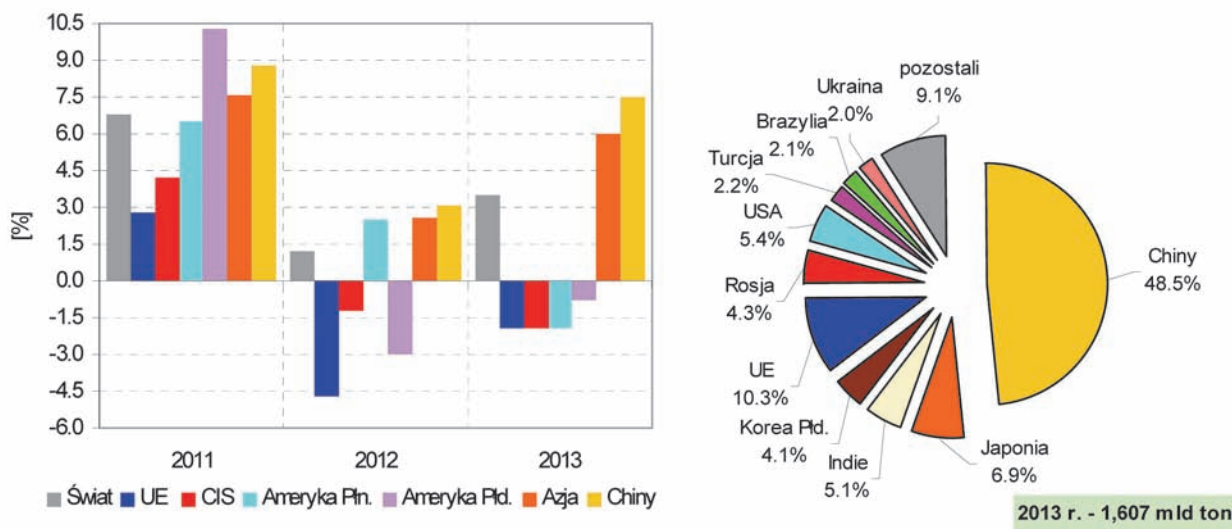 10.5
9.0
7.5
6.0
4.5
3.0
1.5
0.0
-1.5
-3.0
-4.5
-6.0
[%]
2011 2012 2013
Świat UE CIS Ameryka Płn. Ameryka Płd. Azja Chiny
pozostali
9.1%
Ukraina
2.0%
Brazylia
2.1%
Turcja
2.2%
USA
5.4%
Rosja
4.3%
UE
10.3%
Korea Płd.
4.1%
Indie
5.1%
Japonia
6.9%
Chiny
48.5%
2013 r. - 1,607 mld ton